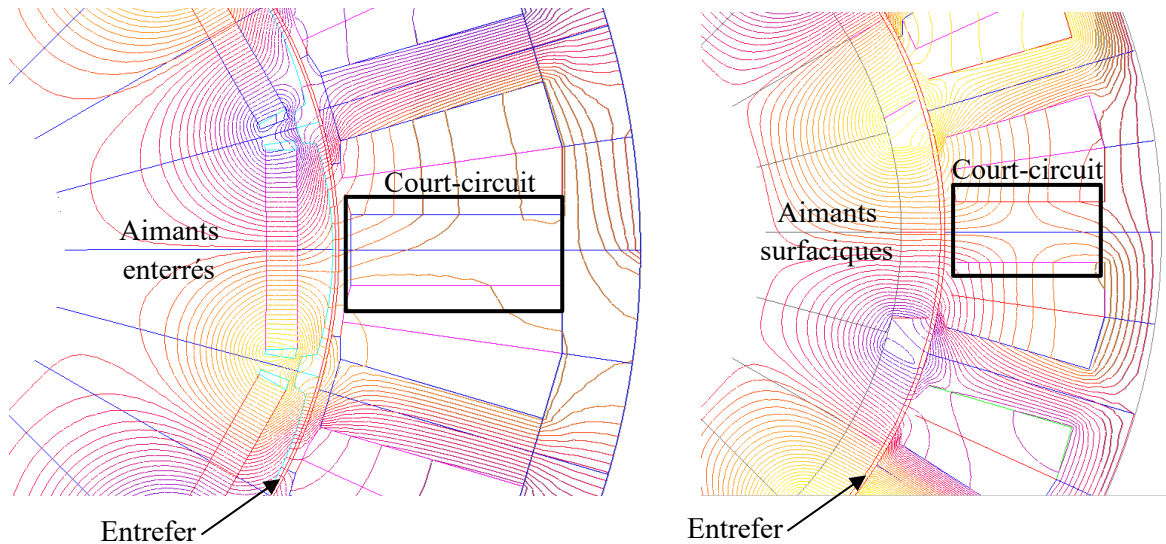 Court-circuit
Aimants
enterrés
Entrefer
Court-circuit
Aimants
surfaciques
Entrefer